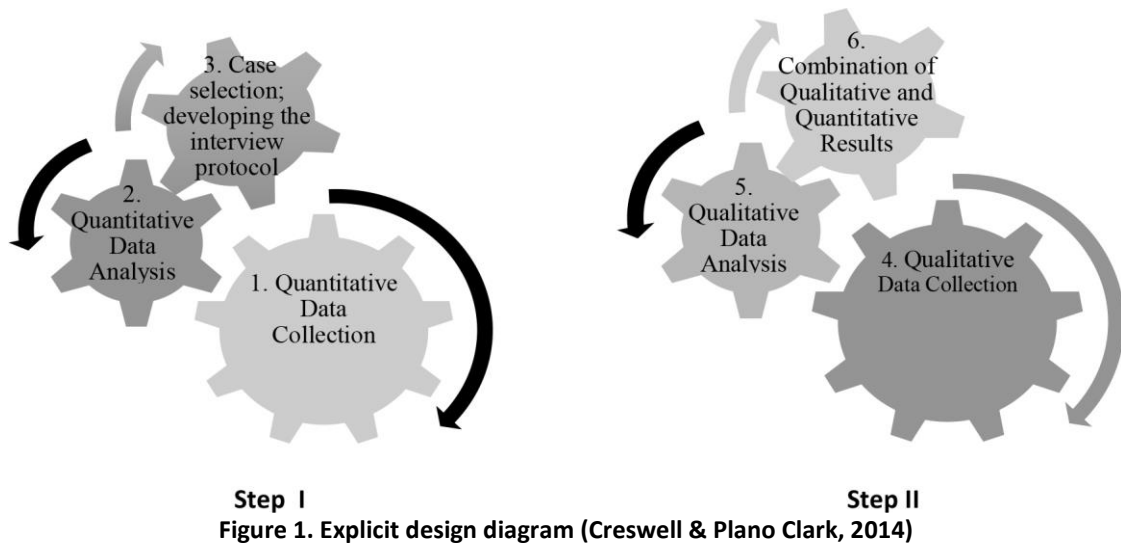 3. Case
selection;
developing the
interview
protocol
2.
Quantitative
Data
Analysis
1. Quantitative
Data
Collection
Step I
6.
Combination of
Qualitative and
Quantitative
Results
5.
Qualitative
Data
Analysis
4. Qualitative
Data Collection
Step II
Figure 1. Explicit design diagram (Creswell & Plano Clark, 2014)